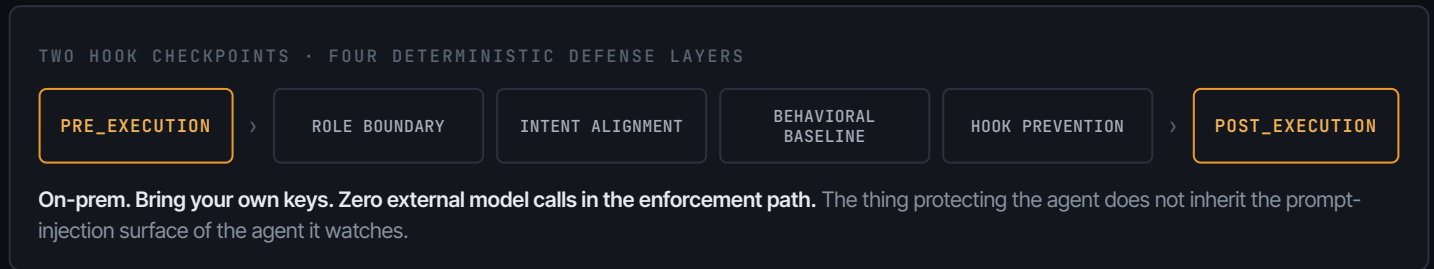 TWO HOOK CHECKPOINTS · FOUR DETERMINISTIC DEFENSE LAYERS
PRE_EXECUTION
›
ROLE BOUNDARY
INTENT ALIGNMENT
BEHAVIORAL
BASELINE
HOOK PREVENTION
›
POST_EXECUTION
On-prem. Bring your own keys. Zero external model calls in the enforcement path. The thing protecting the agent does not inherit the prompt-
injection surface of the agent it watches.